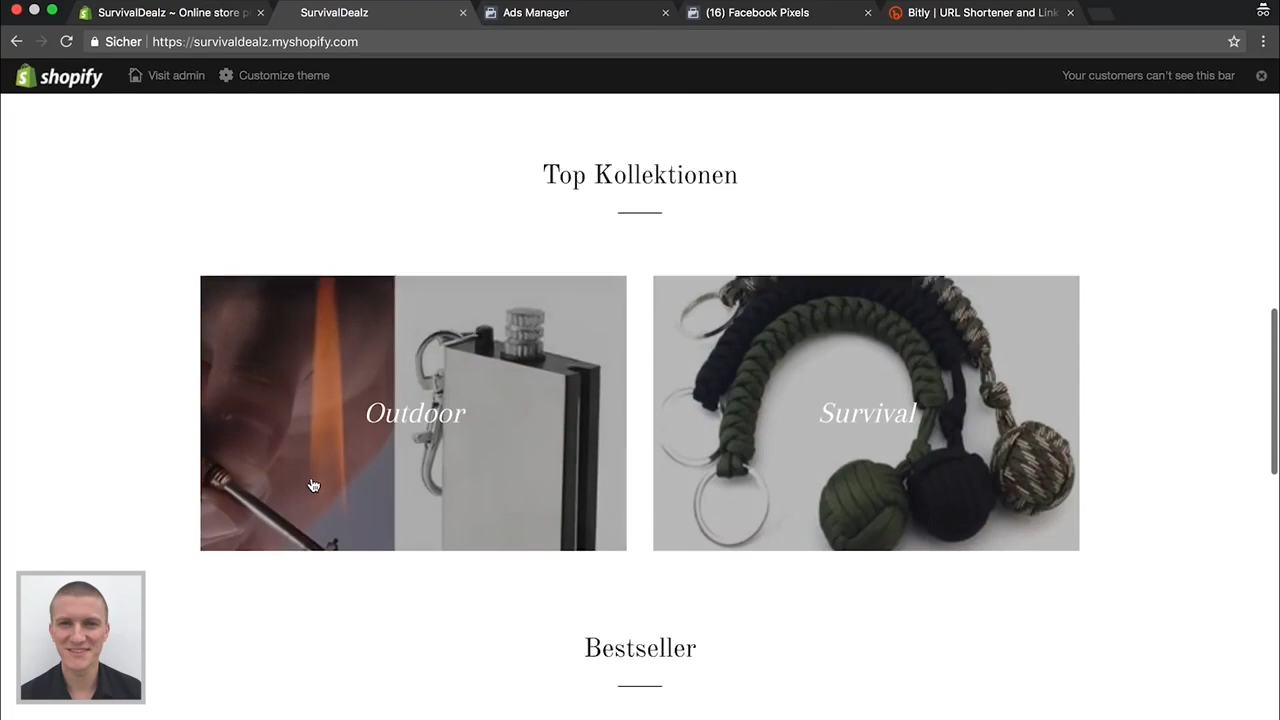 SurvivalDealz ~ Online store p
SurvivalDealz
Ads Manager
(16) Facebook Pixels
Bitly | URL Shortener and Link
Sicher
https://survivaldealz.myshopify.com
shopify
Visit admin
Customize theme
Your customers can't see this bar
Top Kollektionen
Outdoor
Survival
Bestseller